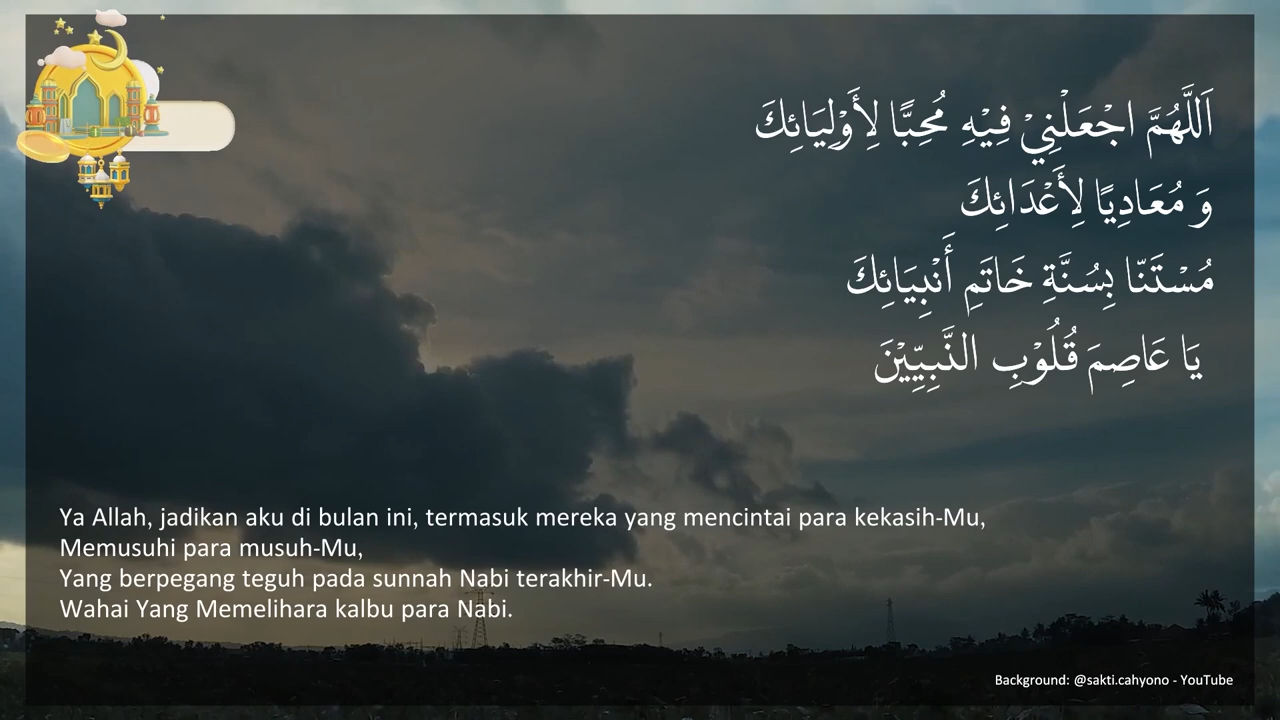 اَللَّهُمَّ اجْعَلْنِيْ فِيْهِ مُحِبًّا لِأَوْلِيَائِكَ
وَ مُعَادِيًا لِأَعْدَائِكَ
مُسْتَنّا بِسُنَّةِ خَاتَمِ أَنْبِيَائِكَ
يَا عَاصِمَ قُلُوْبِ النَّبِيِّيْنَ
Ya Allah, jadikan aku di bulan ini, termasuk mereka yang mencintai para kekasih-Mu,
Memusuhi para musuh-Mu,
Yang berpegang teguh pada sunnah Nabi terakhir-Mu.
Wahai Yang Memelihara kalbu para Nabi.
Background: @sakti.cahyono - YouTube